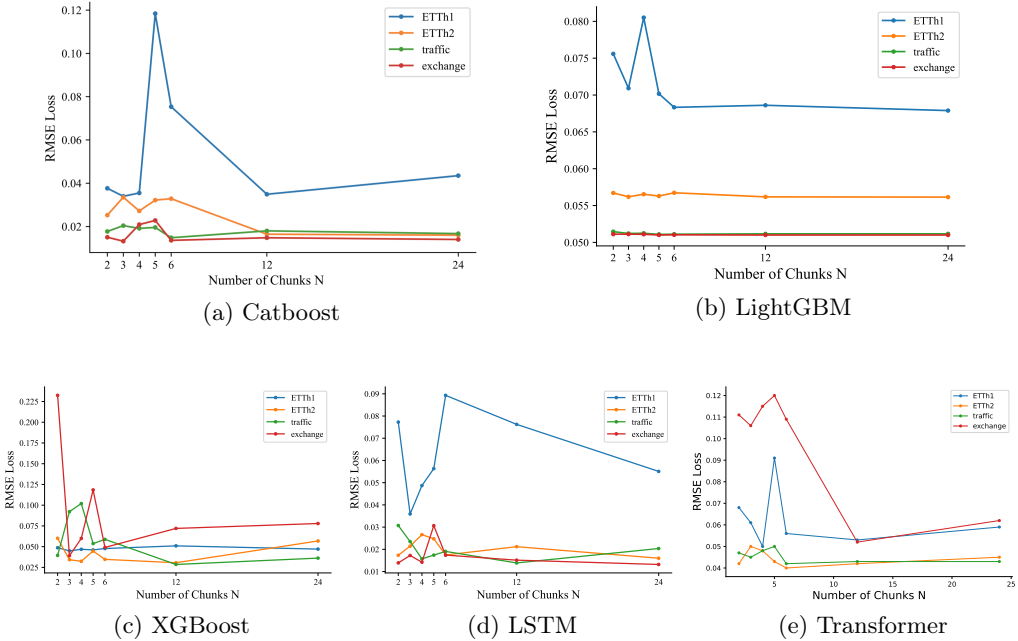 0.12
0.10
0.08
0.06
0.04
0.02
RMSE Loss
ETTh1
ETTh2
traffic
exchange
2 3 4 5 6 12 24
Number of Chunks N
(a) Catboost
0.080
0.075
0.070
0.065
0.060
0.055
0.050
RMSE Loss
ETTh1
ETTh2
traffic
exchange
2 3 4 5 6 12 24
Number of Chunks N
(b) LightGBM
0.225
0.200
0.175
0.150
0.125
0.100
0.075
0.050
0.025
RMSE Loss
ETTh1
ETTh2
traffic
exchange
2 3 4 5 6 12 24
Number of Chunks N
(c) XGBoost
0.09
0.08
0.07
0.06
0.05
0.04
0.03
0.02
0.01
RMSE Loss
ETTh1
ETTh2
traffic
exchange
2 3 4 5 6 12 24
Number of Chunks N
(d) LSTM
0.12
0.11
0.10
0.09
0.08
0.07
0.06
0.05
0.04
RMSE Loss
ETTh1
ETTh2
traffic
exchange
5 10 15 20 25
Number of Chunks N
(e) Transformer